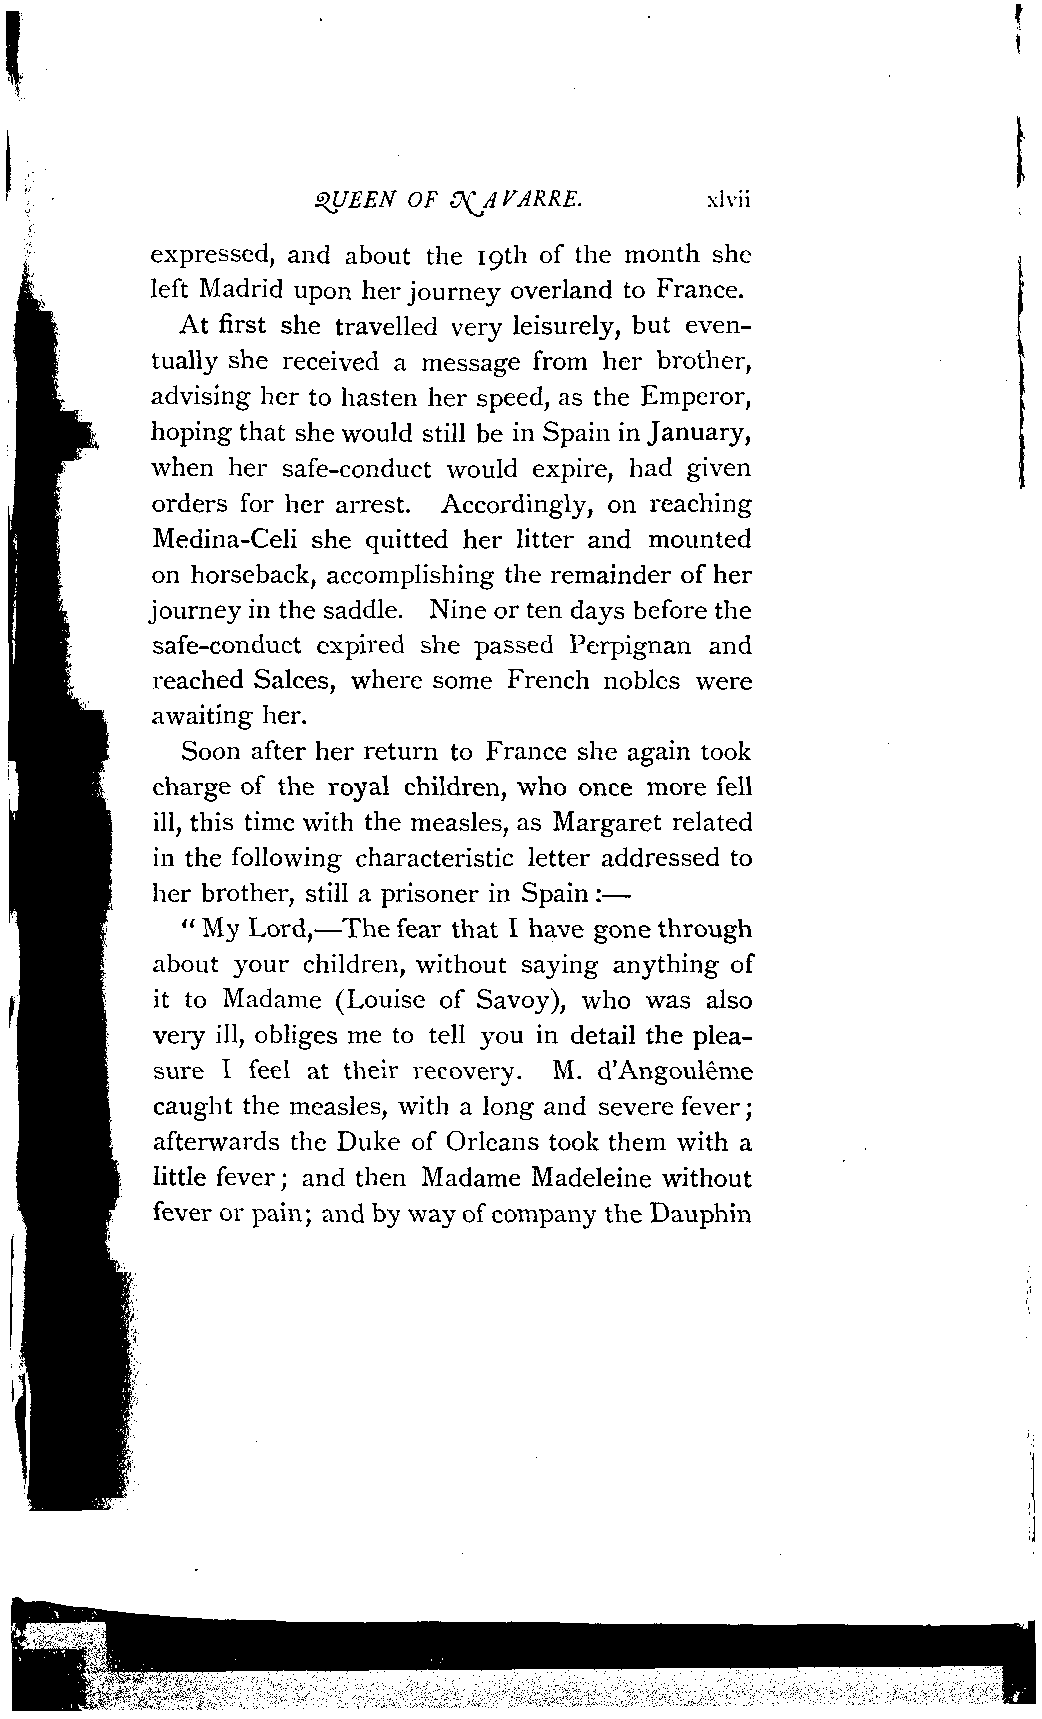 QUEEN OF NAVARRE. xlvii
expressed, and about the 19th of the month she
left Madrid upon her journey overland to France.
At first she travelled very leisurely, but even-
tually she received a message from her brother,
advising her to hasten her speed, as the Emperor,
hoping that she would still be in Spain in January,
when her safe-conduct would expire, had given
orders for her arrest. Accordingly, on reaching
Medina-Celi she quitted her litter and mounted
on horseback, accomplishing the remainder of her
journey in the saddle. Nine or ten days before the
safe-conduct expired she passed Perpignan and
reached Salces, where some French nobles were
awaiting her.
Soon after her return to France she again took
charge of the royal children, who once more fell
ill, this time with the measles, as Margaret related
in the following characteristic letter addressed to
her brother, still a prisoner in Spain :—
“ My Lord,—The fear that I have gone through
about your children, without saying anything of
it to Madame (Louise of Savoy), who was also
very ill, obliges me to tell you in detail the plea-
sure I feel at their recovery. M. d'Angoulême
caught the measles, with a long and severe fever ;
afterwards the Duke of Orleans took them with a
little fever ; and then Madame Madeleine without
fever or pain; and by way of company the Dauphin